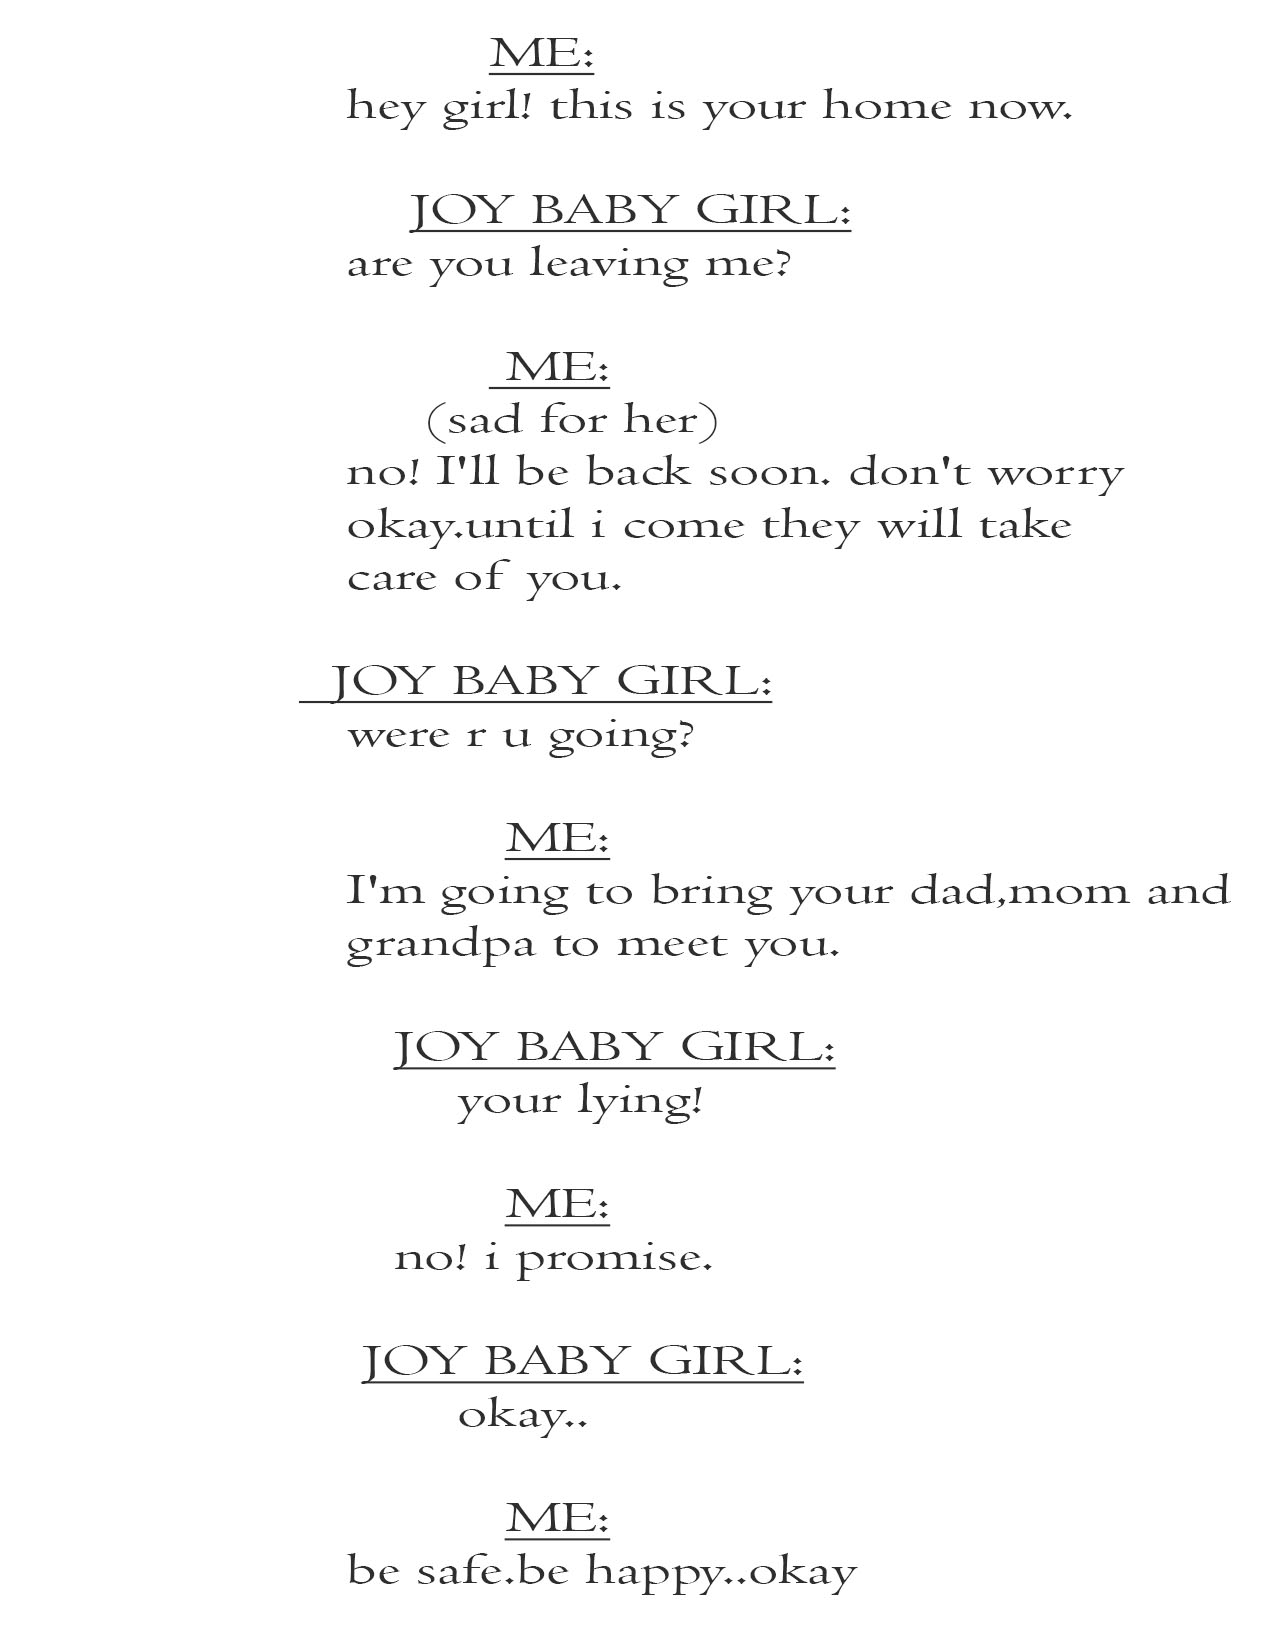 ME:
hey girl! this is your home now.
JOY BABY GIRL:
are you leaving me?
ME:
(sad for her)
no! I'll be back soon. don't worry
okay.until i come they will take
care of you.
JOY BABY GIRL:
were r u going?
ME:
I'm going to bring your dad,mom and
grandpa to meet you.
JOY BABY GIRL:
your lying!
ME:
no! i promise.
JOY BABY GIRL:
okay..
ME:
be safe.be happy..okay